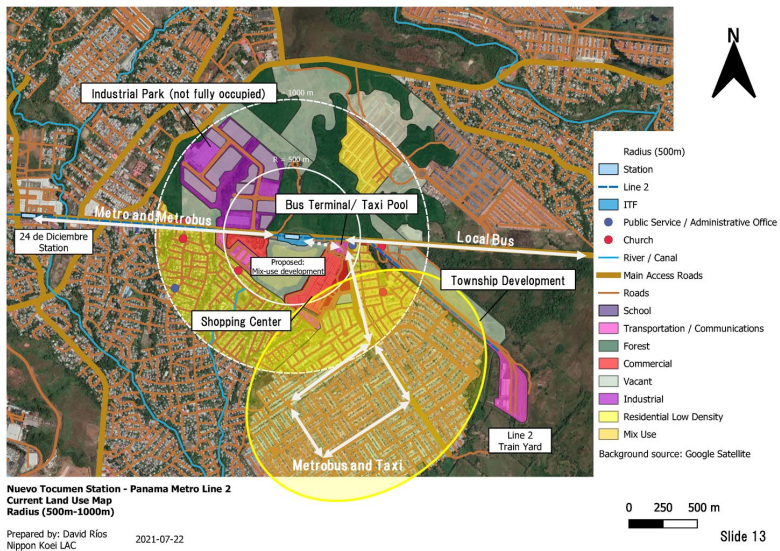 N
Industrial Park (not fully occupied)
R = 1000 m
R = 500 m
Bus Terminal/ Taxi Pool
Metro and Metrobus
24 de Diciembre
Station
Local Bus
Proposed:
Mix-use development
Township Development
Shopping Center
Line 2
Train Yard
Metrobus and Taxi
Radius (500m)
Station
Line 2
ITF
Public Service / Administrative Office
Church
River / Canal
Main Access Roads
Roads
School
Transportation / Communications
Forest
Commercial
Vacant
Industrial
Residential Low Density
Mix Use
Background source: Google Satellite
Nuevo Tocumen Station - Panama Metro Line 2
Current Land Use Map
Radius (500m-1000m)
Prepared by: David Ríos
Nippon Koei LAC
2021-07-22
0 250 500 m
Slide 13